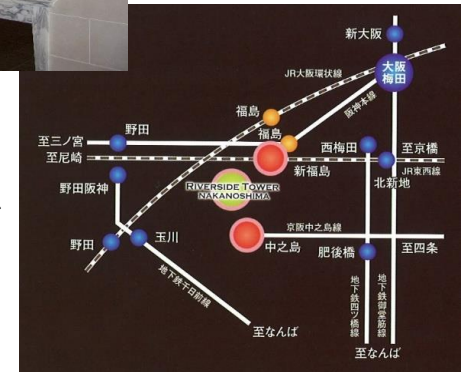 新大阪
大阪
梅田
JR大阪環状線
阪神本線
福島
野田
福島
西梅田
至三ノ宮
至京橋
至尼崎
新福島
JR東西線
北新地
野田阪神
RIVERSIDE TOWER
NAKANOSHIMA
京阪中之島線
野田
玉川
中之島
肥後橋
至四条
地下鉄千日前線
地下鉄四ツ橋線
地下鉄御堂筋線
至なんば
至なんば